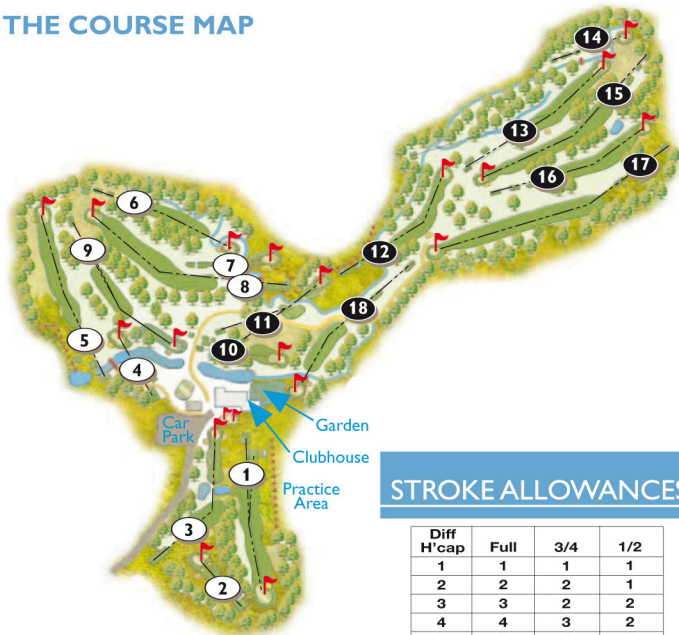 THE COURSE MAP
14
15
13
16
17
6
12
9
7
8
18
11
10
5
4
Car
Park
Garden
Clubhouse
1
Practice
Area
3
2
STROKE ALLOWANCES
Diff
H'cap Full 3/4 1/2
1 1 1 1
2 2 2 1
3 3 2 2
4 4 3 2